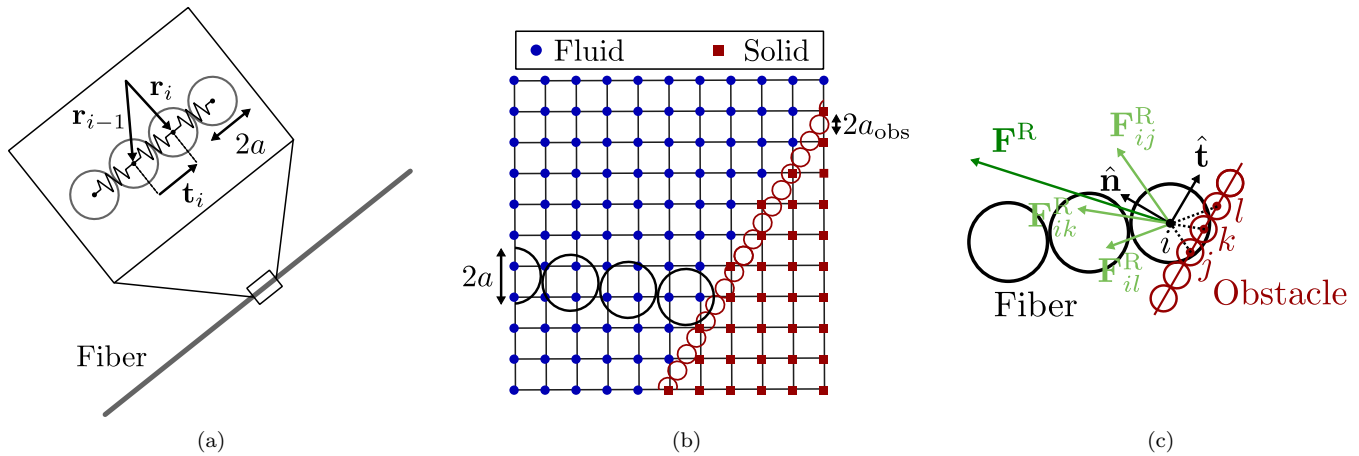 r_i
r_{i−1}
2a
t_i
Fiber
(a)
Fluid Solid
2a_obs
2a
(b)
F^R
F^R_{ij}
t̂
n̂
F^R_{ik}
l
i
k
j
F^R_{il}
Fiber
Obstacle
(c)